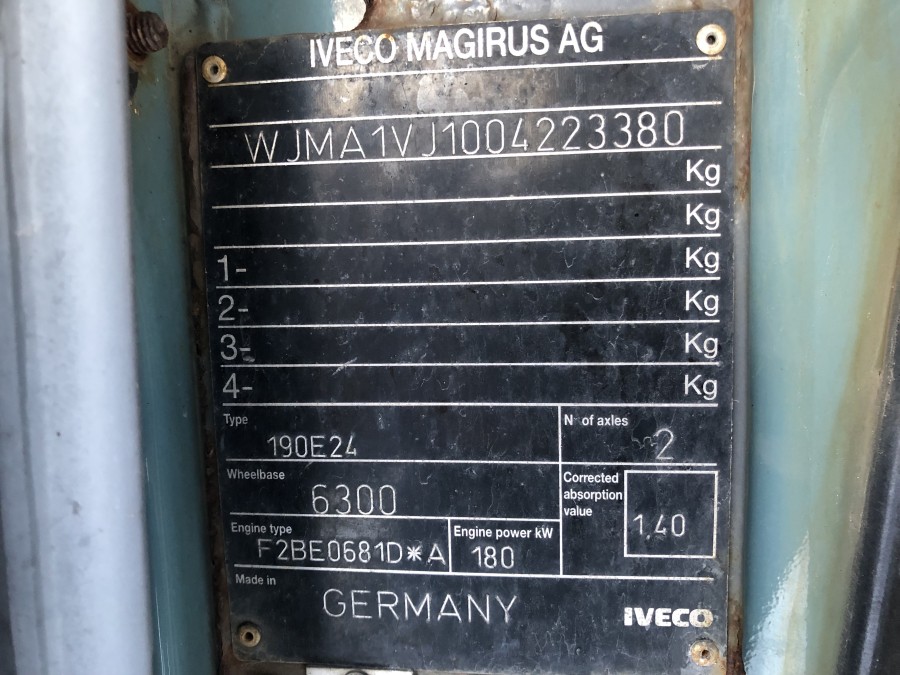 IVECO MAGIRUS AG
WJMA1VJ1004223380
Kg
Kg
1- Kg
2- Kg
3- Kg
4- Kg
Type N of axles
190E24 2
Wheelbase Corrected
absorption
value
6300 1,40
Engine type Engine power kW
F2BE0681D*A 180
Made in
GERMANY IVECO